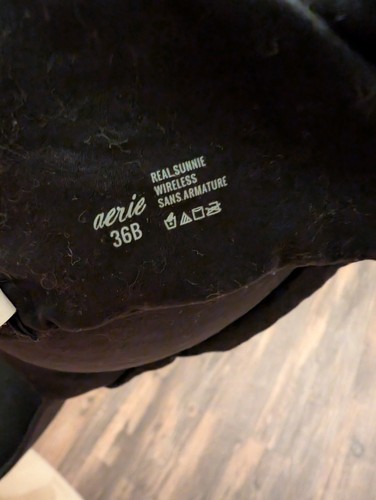 aerie
36B
REAL.SUNNIE
WIRELESS
SANS ARMATURE